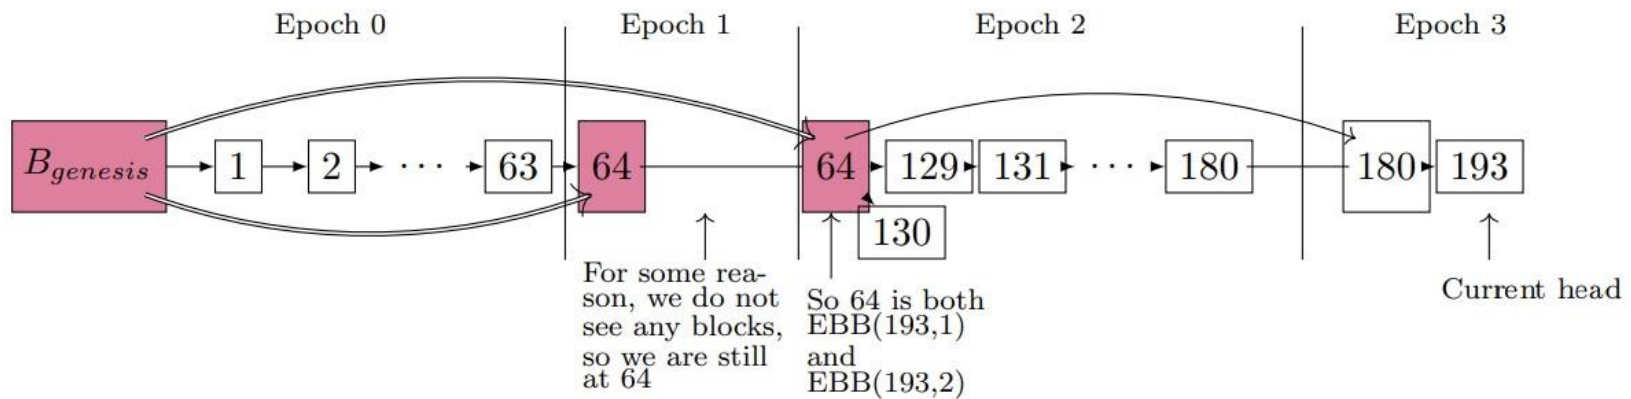 Epoch 0 Epoch 1 Epoch 2 Epoch 3
B_genesis 1 2 ··· 63 64 64 129 131 ··· 180 180 193
130
For some rea-
son, we do not
see any blocks,
so we are still
at 64
So 64 is both
EBB(193,1)
and
EBB(193,2)
Current head